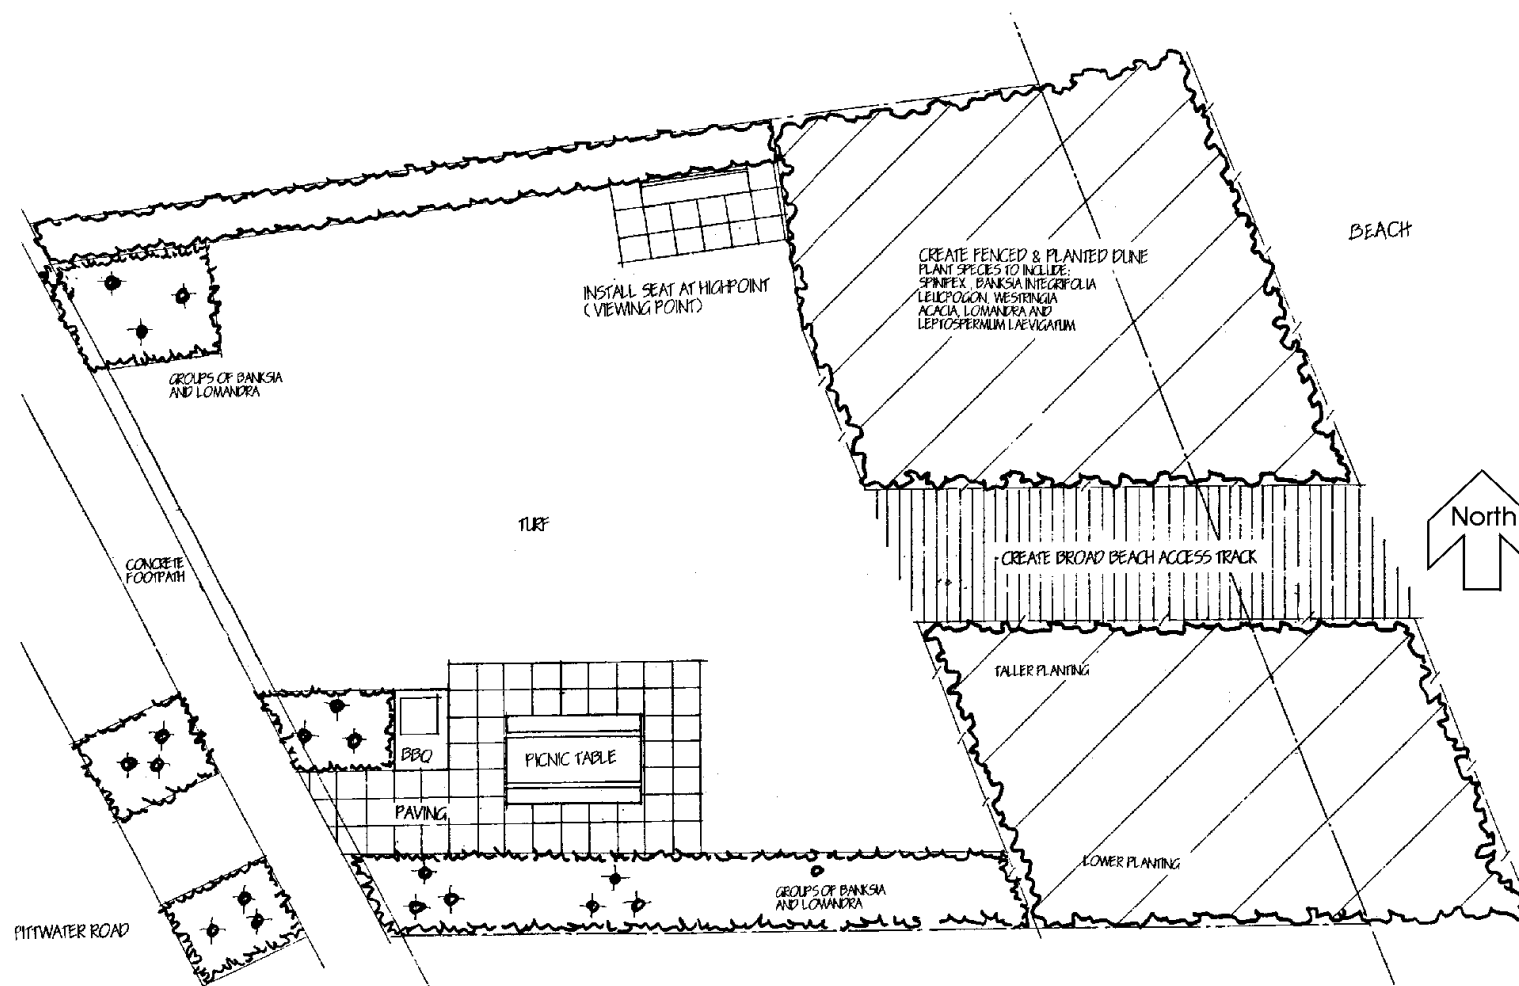 BEACH
CREATE FENCED & PLANTED DUNE
PLANT SPECIES TO INCLUDE:
SPINIFEX, BANKSIA INTEGRIFOLIA
LEUCPOGON, WESTRINGIA
ACACIA, LOMANDRA AND
LEPTOSPERMUM LAEVIGATUM
INSTALL SEAT AT HIGHPOINT
(VIEWING POINT)
GROUPS OF BANKSIA
AND LOMANDRA
TURF
North
CONCRETE
FOOTPATH
CREATE BROAD BEACH ACCESS TRACK
TALLER PLANTING
BBQ
PICNIC TABLE
PAVING
LOWER PLANTING
GROUPS OF BANKSIA
AND LOMANDRA
PITTWATER ROAD